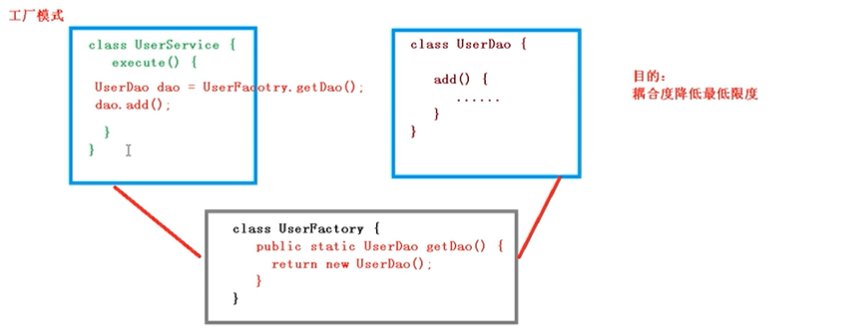 工厂模式
class UserService {
execute() {
UserDao dao = UserFacotry.getDao();
dao.add();
}
}
class UserDao {
add() {
......
}
}
目的：
耦合度降低最低限度
class UserFactory {
public static UserDao getDao() {
return new UserDao();
}
}